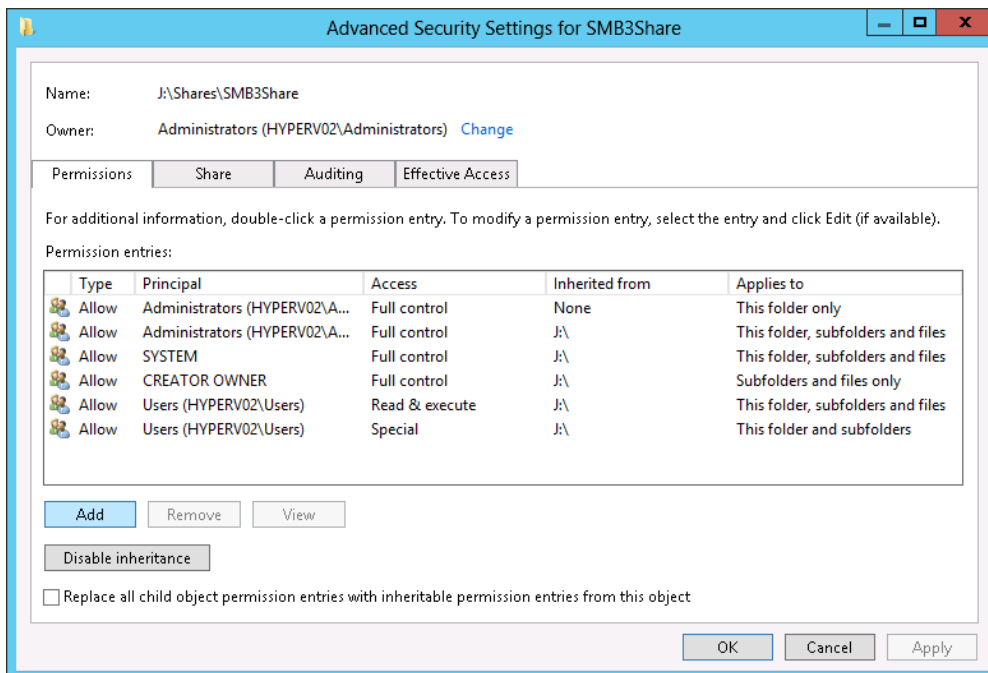 Advanced Security Settings for SMB3Share
Name: J:\Shares\SMB3Share
Owner: Administrators (HYPERV02\Administrators) Change
Permissions Share Auditing Effective Access
For additional information, double-click a permission entry. To modify a permission entry, select the entry and click Edit (if available).
Permission entries:
Type Principal Access Inherited from Applies to
Allow Administrators (HYPERV02\A... Full control None This folder only
Allow Administrators (HYPERV02\A... Full control J:\ This folder, subfolders and files
Allow SYSTEM Full control J:\ This folder, subfolders and files
Allow CREATOR OWNER Full control J:\ Subfolders and files only
Allow Users (HYPERV02\Users) Read & execute J:\ This folder, subfolders and files
Allow Users (HYPERV02\Users) Special J:\ This folder and subfolders
Add Remove View
Disable inheritance
Replace all child object permission entries with inheritable permission entries from this object
OK Cancel Apply